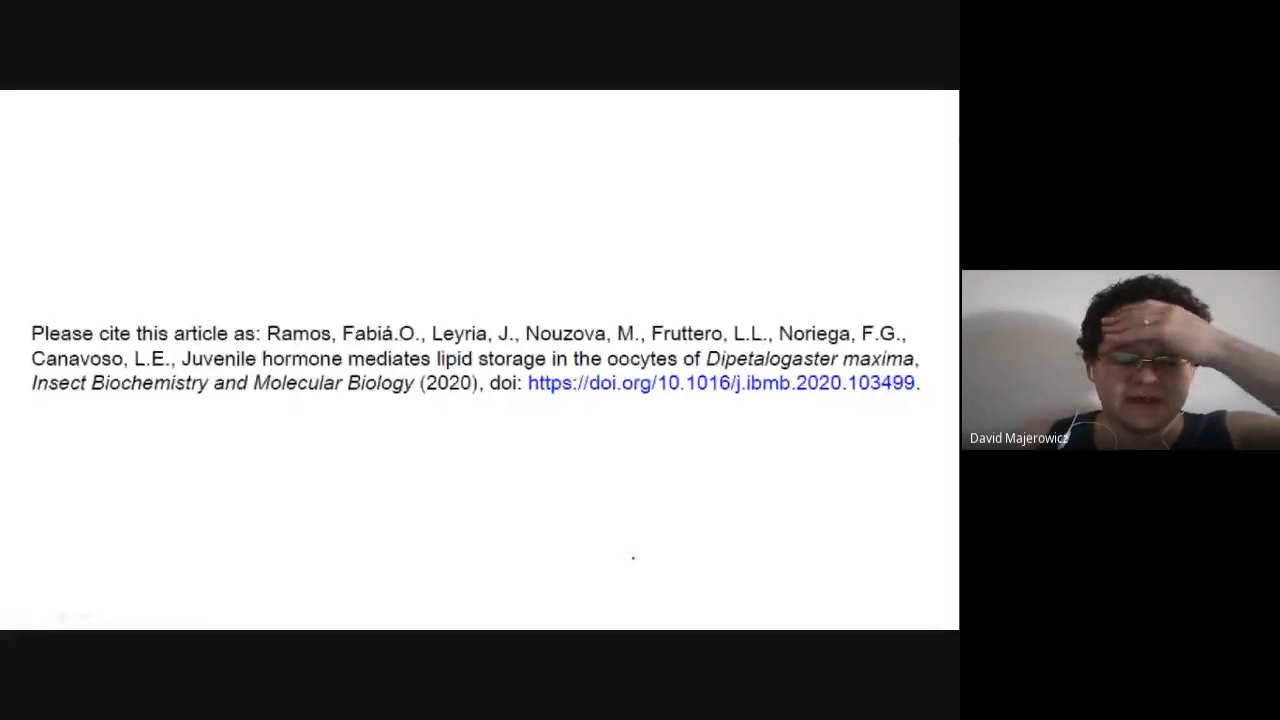 Please cite this article as: Ramos, Fabiá.O., Leyria, J., Nouzova, M., Fruttero, L.L., Noriega, F.G.,
Canavoso, L.E., Juvenile hormone mediates lipid storage in the oocytes of Dipetalogaster maxima,
Insect Biochemistry and Molecular Biology (2020), doi: https://doi.org/10.1016/j.ibmb.2020.103499.
David Majerowicz